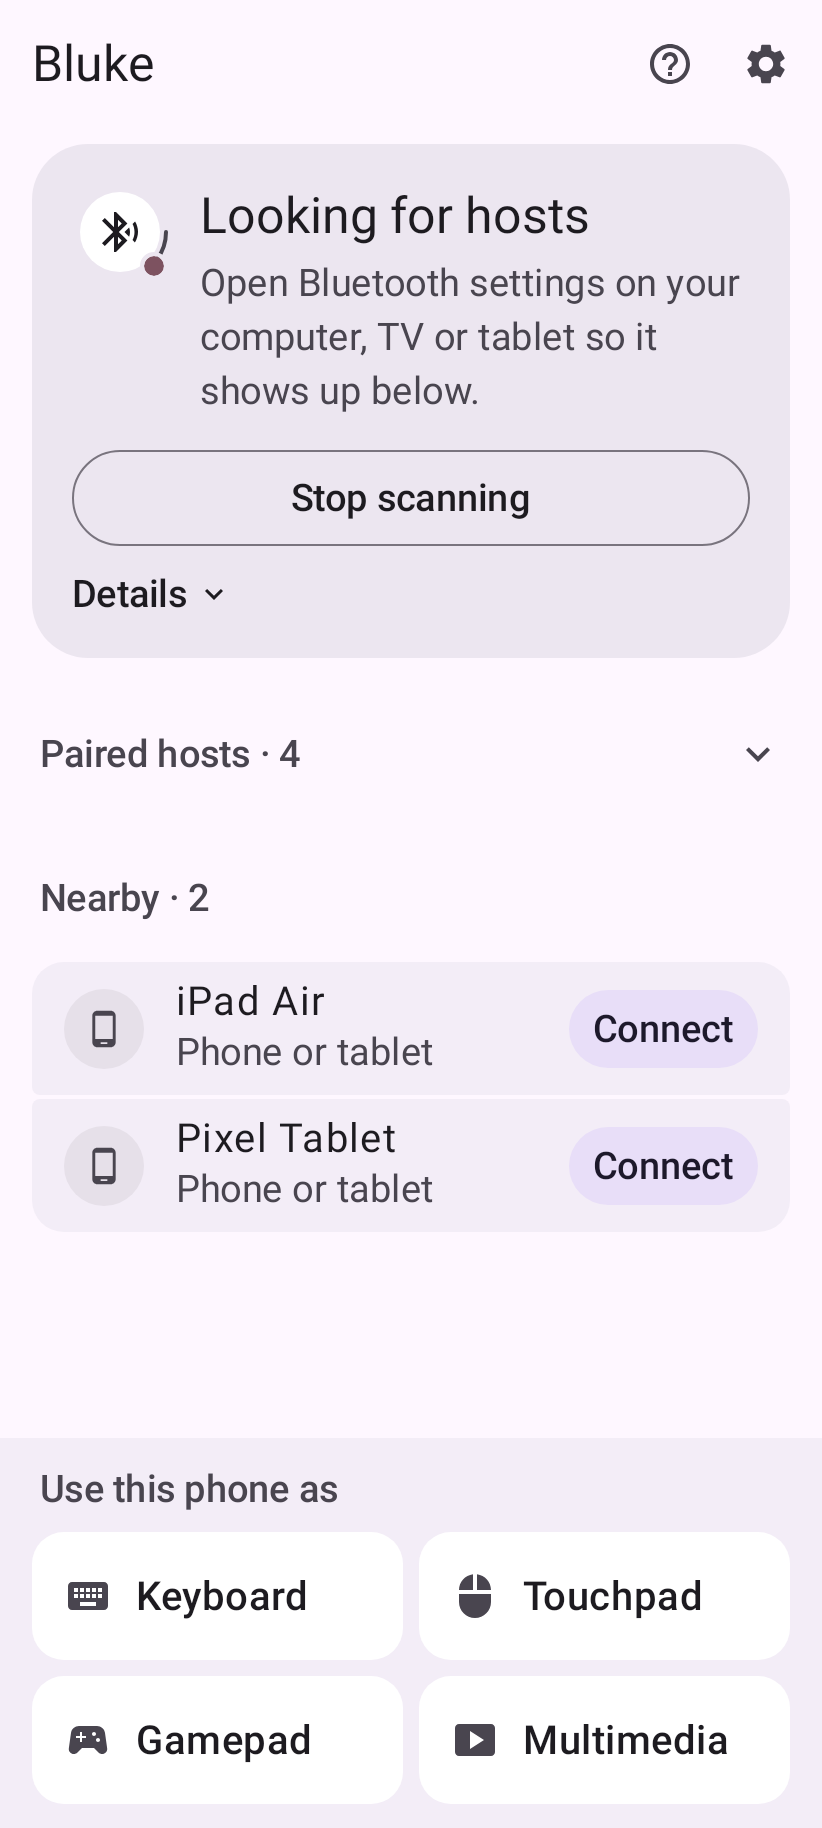 Bluke
Looking for hosts
Open Bluetooth settings on your
computer, TV or tablet so it
shows up below.
Stop scanning
Details
Paired hosts · 4
Nearby · 2
iPad Air
Phone or tablet
Connect
Pixel Tablet
Phone or tablet
Connect
Use this phone as
Keyboard
Touchpad
Gamepad
Multimedia